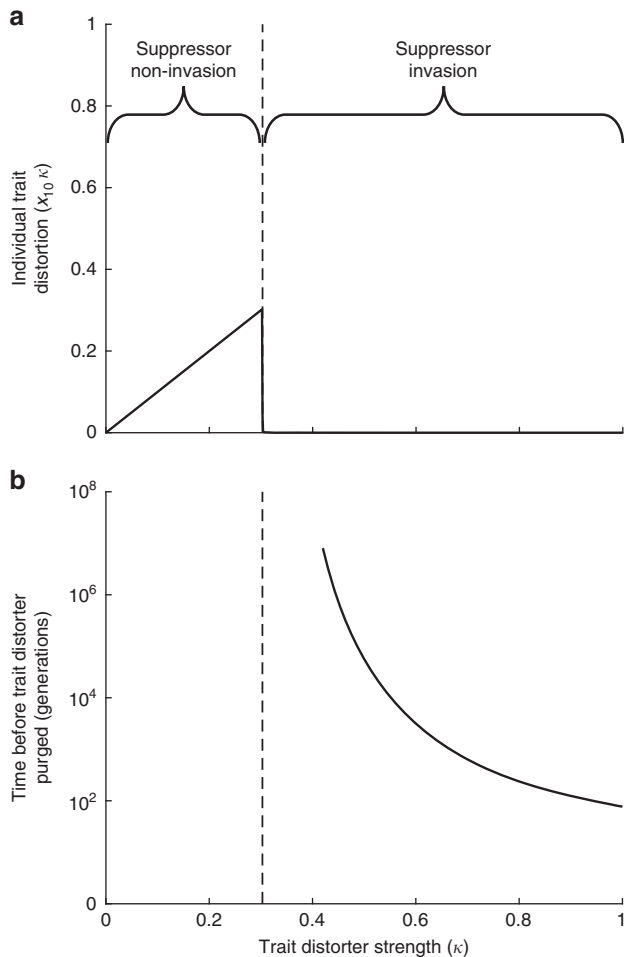 a
1
Suppressor
non-invasion
Suppressor
invasion
0.8
0.6
0.4
0.2
0
Individual trait
distortion (x10 κ)
b
10^8
10^6
10^4
10^2
0
Time before trait distorter
purged (generations)
0 0.2 0.4 0.6 0.8 1
Trait distorter strength (κ)